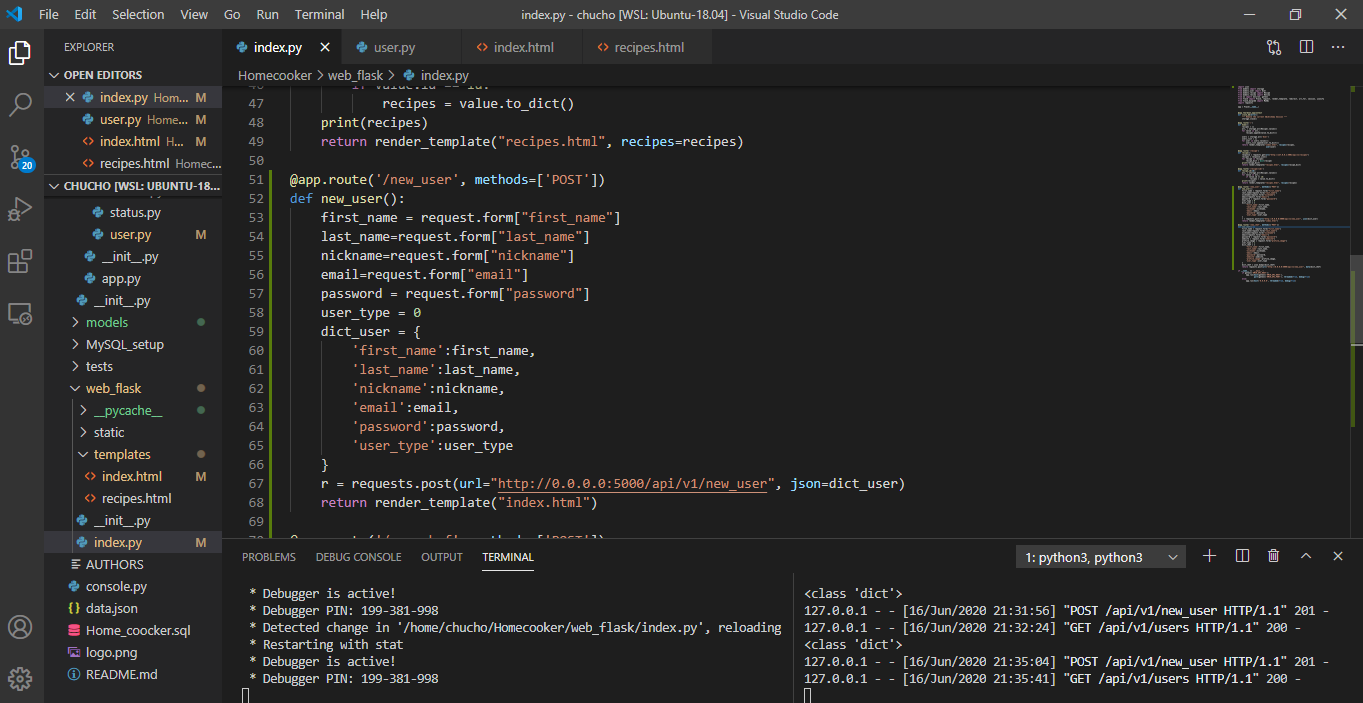 File Edit Selection View Go Run Terminal Help
index.py - chucho [WSL: Ubuntu-18.04] - Visual Studio Code
EXPLORER
OPEN EDITORS
index.py Hom... M
user.py Home... M
index.html H... M
recipes.html Homec...
CHUCHO [WSL: UBUNTU-18....
status.py
user.py M
__init__.py
app.py
__init__.py
models
MySQL_setup
tests
web_flask
__pycache__
static
templates
index.html M
recipes.html
__init__.py
index.py M
AUTHORS
console.py
data.json
Home_coocker.sql
logo.png
README.md
20
index.py user.py index.html recipes.html
Homecooker > web_flask > index.py
46 if value.id == id:
47 recipes = value.to_dict()
48 print(recipes)
49 return render_template("recipes.html", recipes=recipes)
50
51 @app.route('/new_user', methods=['POST'])
52 def new_user():
53 first_name = request.form["first_name"]
54 last_name=request.form["last_name"]
55 nickname=request.form["nickname"]
56 email=request.form["email"]
57 password = request.form["password"]
58 user_type = 0
59 dict_user = {
60 'first_name':first_name,
61 'last_name':last_name,
62 'nickname':nickname,
63 'email':email,
64 'password':password,
65 'user_type':user_type
66 }
67 r = requests.post(url="http://0.0.0.0:5000/api/v1/new_user", json=dict_user)
68 return render_template("index.html")
69
PROBLEMS DEBUG CONSOLE OUTPUT TERMINAL
1: python3, python3
* Debugger is active!
* Debugger PIN: 199-381-998
* Detected change in '/home/chucho/Homecooker/web_flask/index.py', reloading
* Restarting with stat
* Debugger is active!
* Debugger PIN: 199-381-998
<class 'dict'>
127.0.0.1 - - [16/Jun/2020 21:31:56] "POST /api/v1/new_user HTTP/1.1" 201 -
127.0.0.1 - - [16/Jun/2020 21:32:24] "GET /api/v1/users HTTP/1.1" 200 -
<class 'dict'>
127.0.0.1 - - [16/Jun/2020 21:35:04] "POST /api/v1/new_user HTTP/1.1" 201 -
127.0.0.1 - - [16/Jun/2020 21:35:41] "GET /api/v1/users HTTP/1.1" 200 -